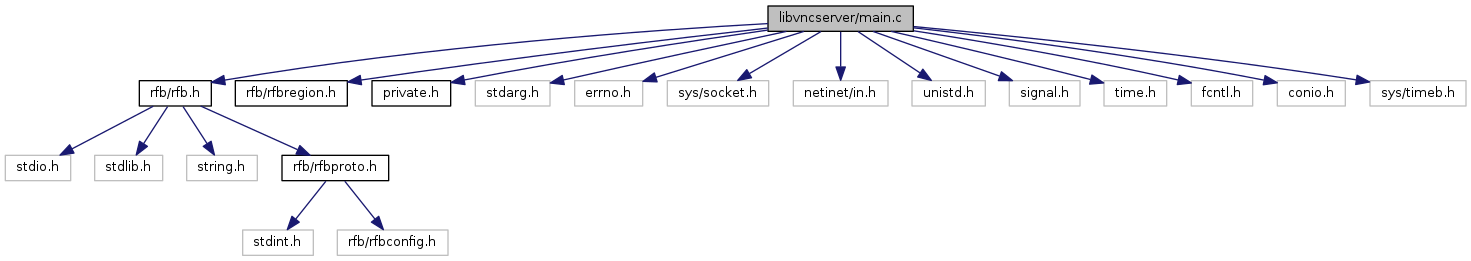 libvncserver/main.c
rfb/rfb.h
rfb/rfbregion.h
private.h
stdarg.h
errno.h
sys/socket.h
netinet/in.h
unistd.h
signal.h
time.h
fcntl.h
conio.h
sys/timeb.h
stdio.h
stdlib.h
string.h
rfb/rfbproto.h
stdint.h
rfb/rfbconfig.h